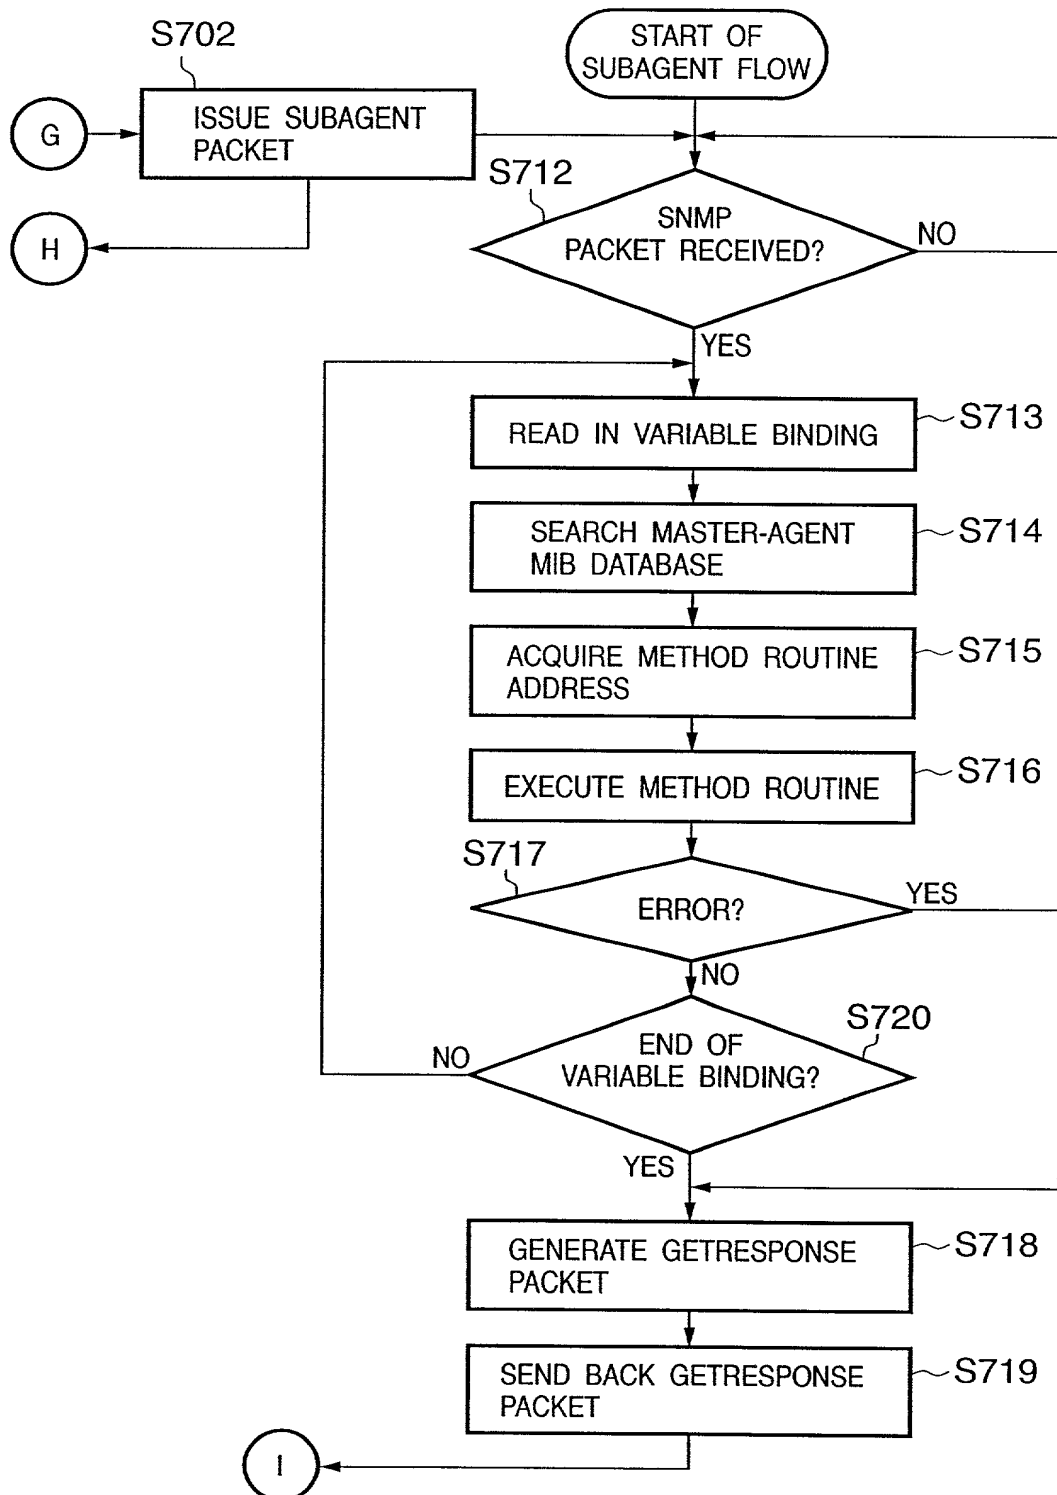 S702
START OF
SUBAGENT FLOW
G
ISSUE SUBAGENT
PACKET
S712
H
SNMP
PACKET RECEIVED?
NO
YES
READ IN VARIABLE BINDING
S713
SEARCH MASTER-AGENT
MIB DATABASE
S714
ACQUIRE METHOD ROUTINE
ADDRESS
S715
EXECUTE METHOD ROUTINE
S716
S717
ERROR?
YES
NO
S720
END OF
VARIABLE BINDING?
NO
YES
GENERATE GETRESPONSE
PACKET
S718
SEND BACK GETRESPONSE
PACKET
S719
I